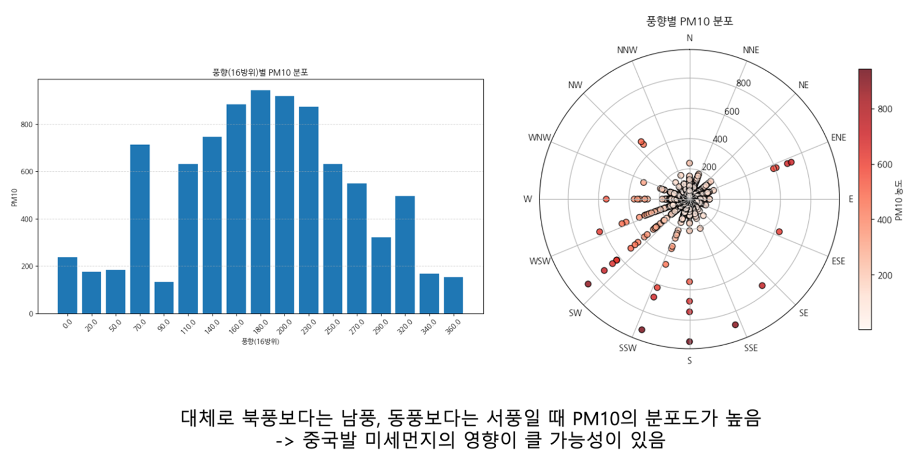 풍향(16방위)별 PM10 분포
PM10
800
600
400
200
0
0.0
20.0
50.0
70.0
90.0
110.0
140.0
160.0
180.0
200.0
230.0
250.0
270.0
290.0
320.0
340.0
360.0
풍향(16방위)
풍향별 PM10 분포
N
NNE
NE
ENE
E
ESE
SE
SSE
S
SSW
SW
WSW
W
WNW
NW
NNW
200
400
600
800
800
600
400
200
PM10 농도
대체로 북풍보다는 남풍, 동풍보다는 서풍일 때 PM10의 분포도가 높음
-> 중국발 미세먼지의 영향이 클 가능성이 있음